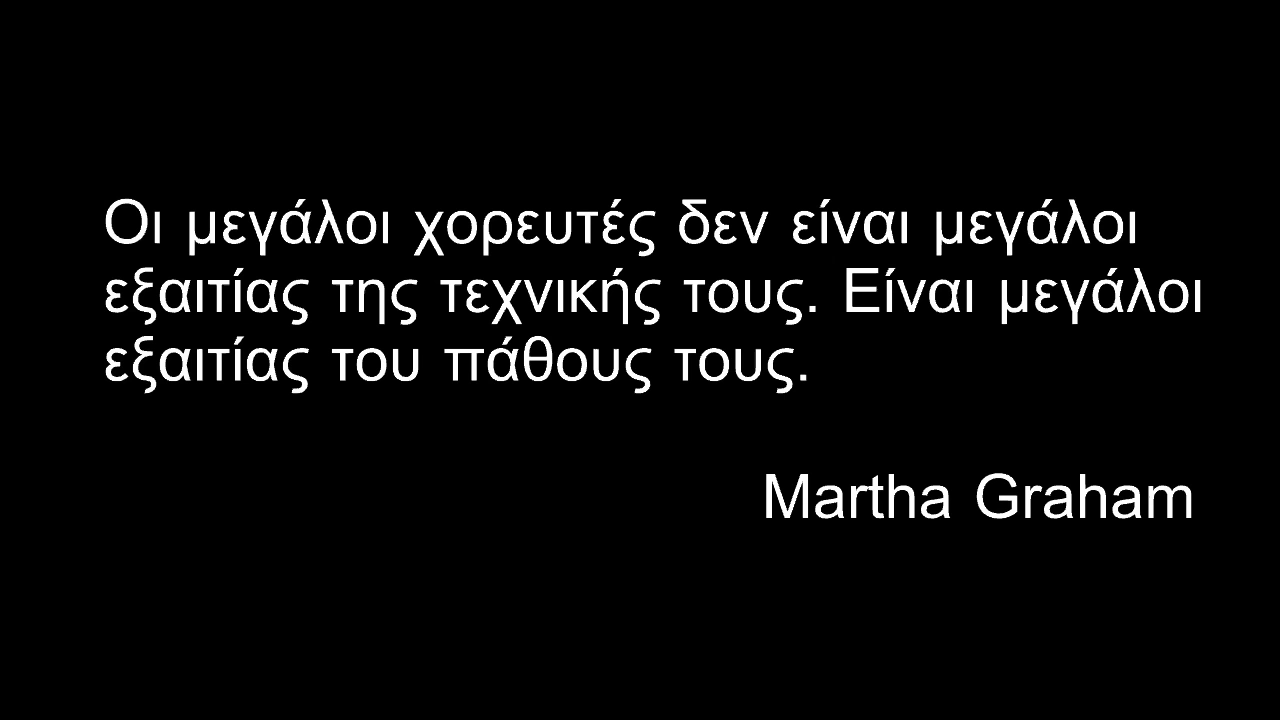 Οι μεγάλοι χορευτές δεν είναι μεγάλοι
εξαιτίας της τεχνικής τους. Είναι μεγάλοι
εξαιτίας του πάθους τους.
Martha Graham